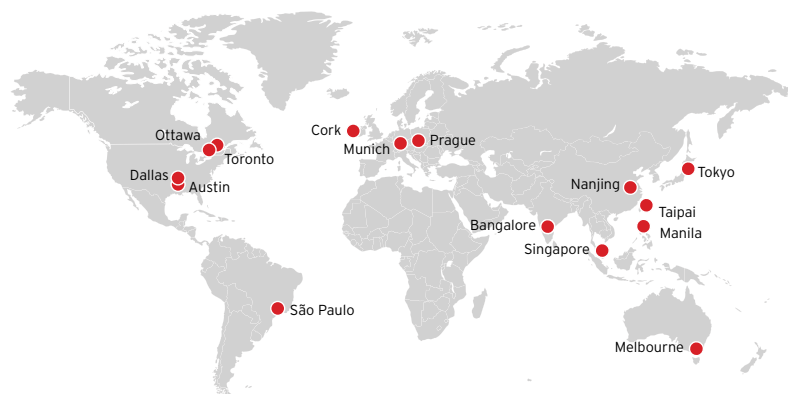 Cork
Ottawa
Prague
Munich
Toronto
Dallas
Tokyo
Nanjing
Austin
Taipai
Bangalore
Manila
Singapore
São Paulo
Melbourne